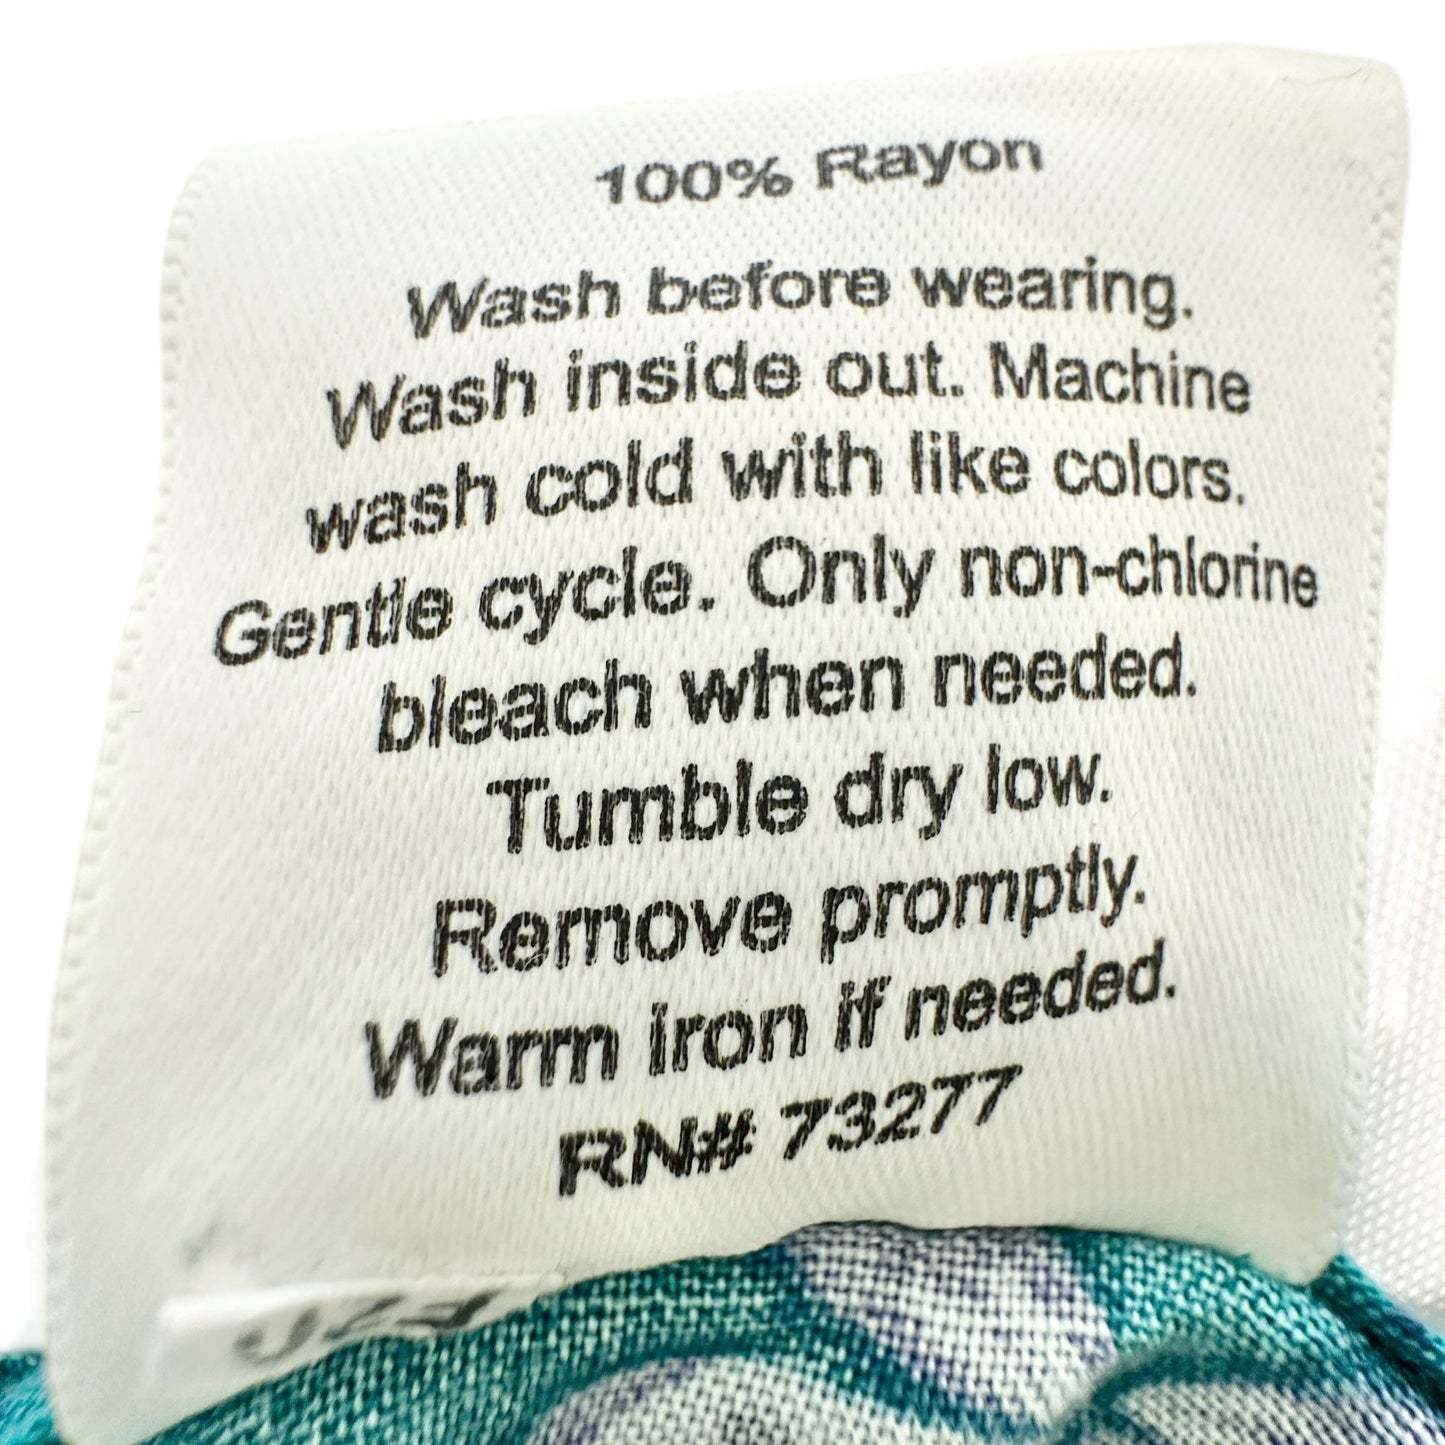 100% Rayon
Wash before wearing.
Wash inside out. Machine
wash cold with like colors.
Gentle cycle. Only non-chlorine
bleach when needed.
Tumble dry low.
Remove promptly.
Warm iron if needed.
RN# 73277